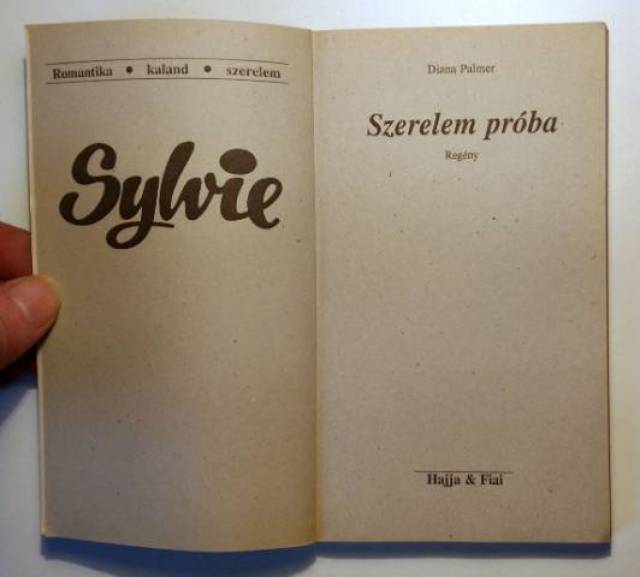 Romantika • kaland • szerelem
Sylvie
Diana Palmer
Szerelem próba
Regény
Hajja & Fiai